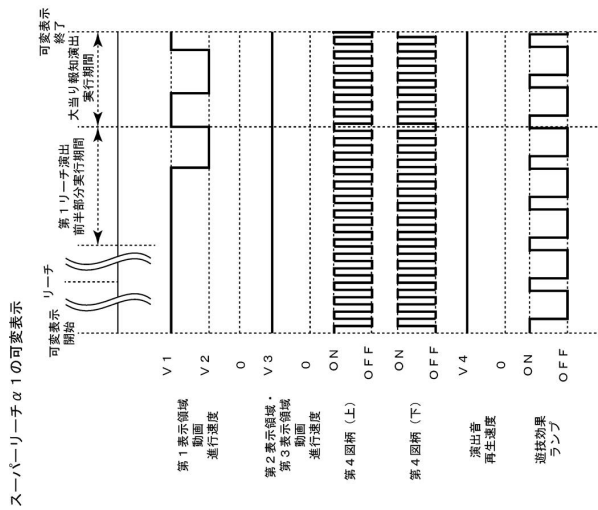 スーパーリーチα１の可変表示
可変表示
開始
リーチ
第１リーチ演出
前半部分実行期間
大当り報知演出
実行期間
可変表示
終了
第１表示領域
動画
進行速度
Ｖ１
Ｖ２
０
第２表示領域・
第３表示領域
動画
進行速度
Ｖ３
０
第４図柄（上）
ＯＮ
ＯＦＦ
第４図柄（下）
ＯＮ
ＯＦＦ
演出音
再生速度
Ｖ４
０
遊技効果
ランプ
ＯＮ
ＯＦＦ